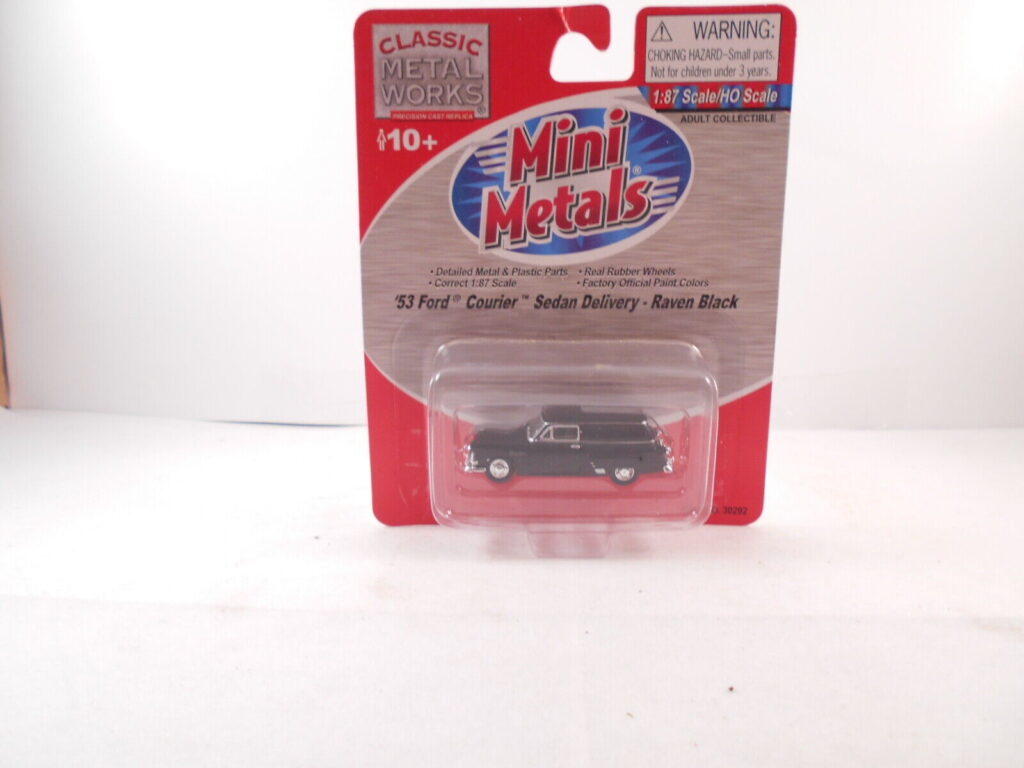 CLASSIC
METAL
WORKS®
PRECISION CAST REPLICA
10+
WARNING:
CHOKING HAZARD-Small parts.
Not for children under 3 years.
1:87 Scale/HO Scale
ADULT COLLECTIBLE
Mini
Metals®
• Detailed Metal & Plastic Parts • Real Rubber Wheels
• Correct 1:87 Scale • Factory Official Paint Colors
'53 Ford® Courier™ Sedan Delivery - Raven Black
30292